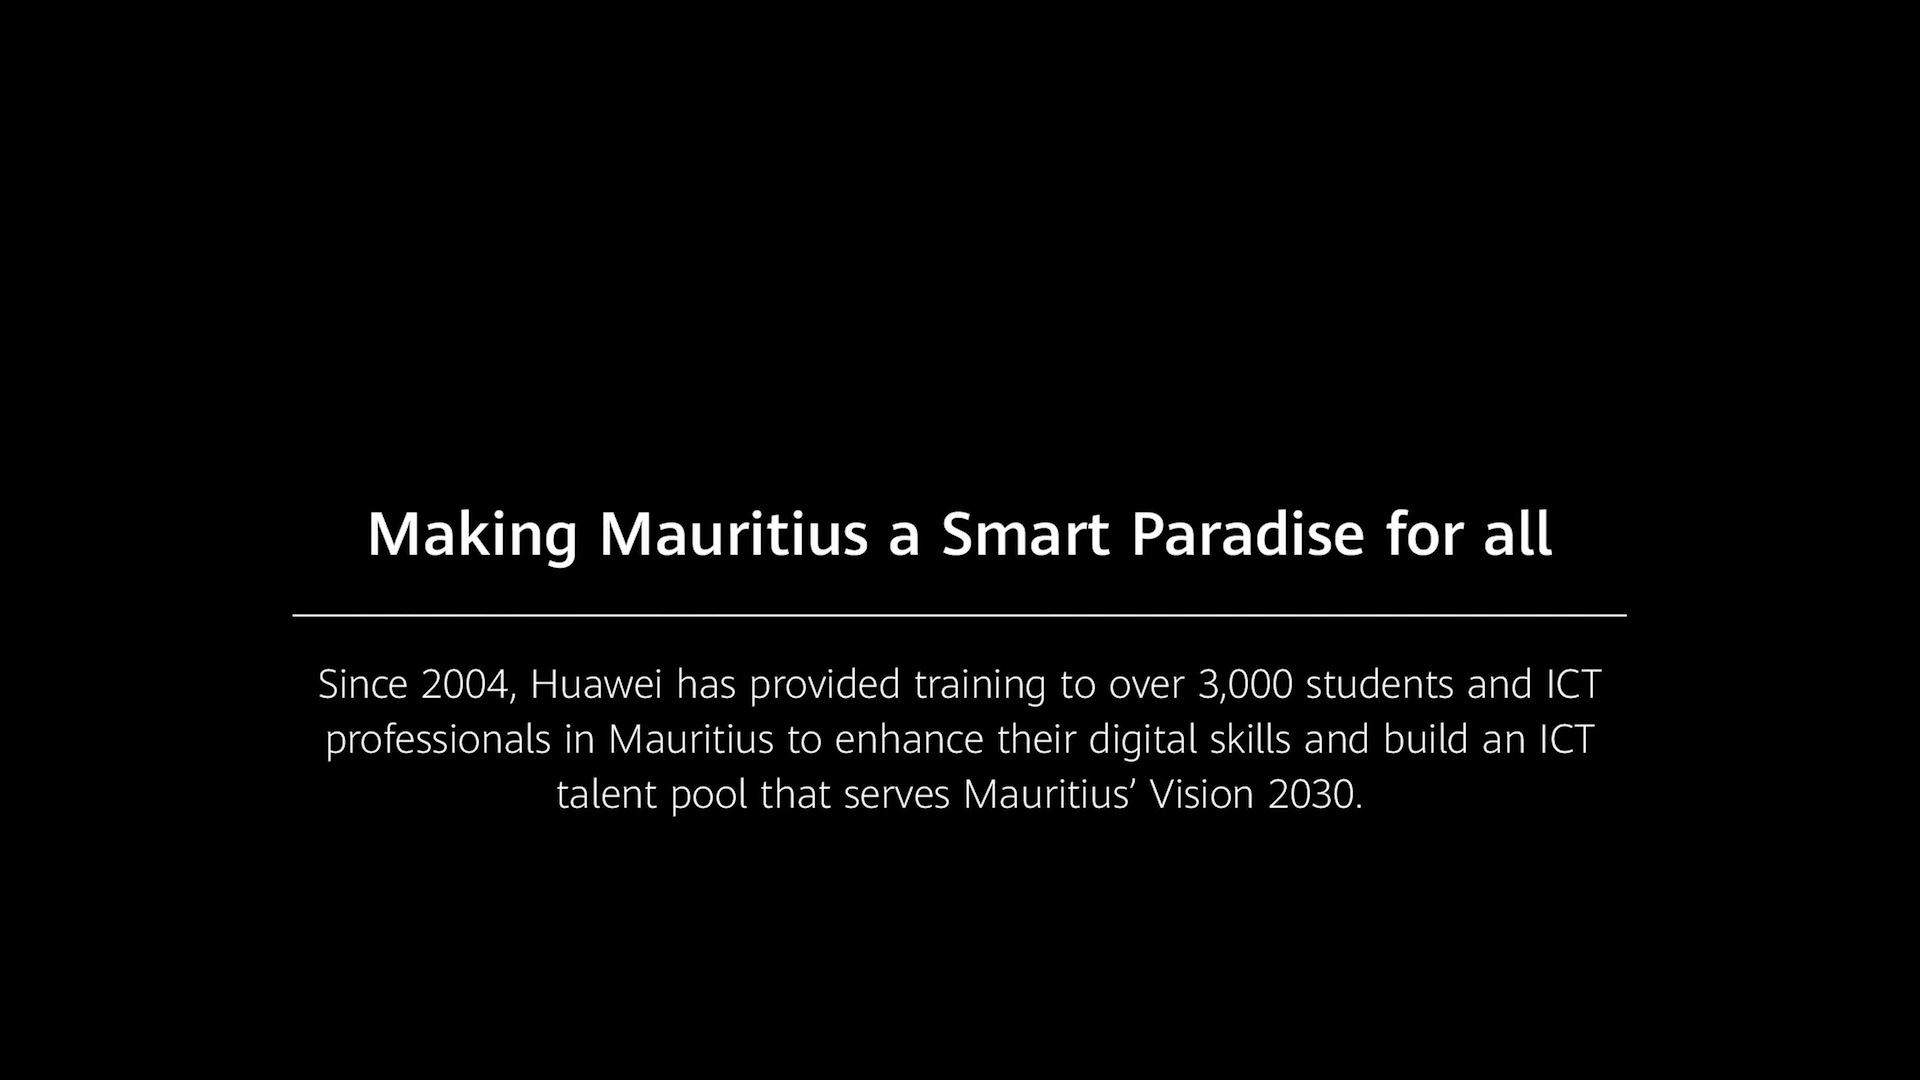 Making Mauritius a Smart Paradise for all
Since 2004, Huawei has provided training to over 3,000 students and ICT
professionals in Mauritius to enhance their digital skills and build an ICT
talent pool that serves Mauritius’ Vision 2030.